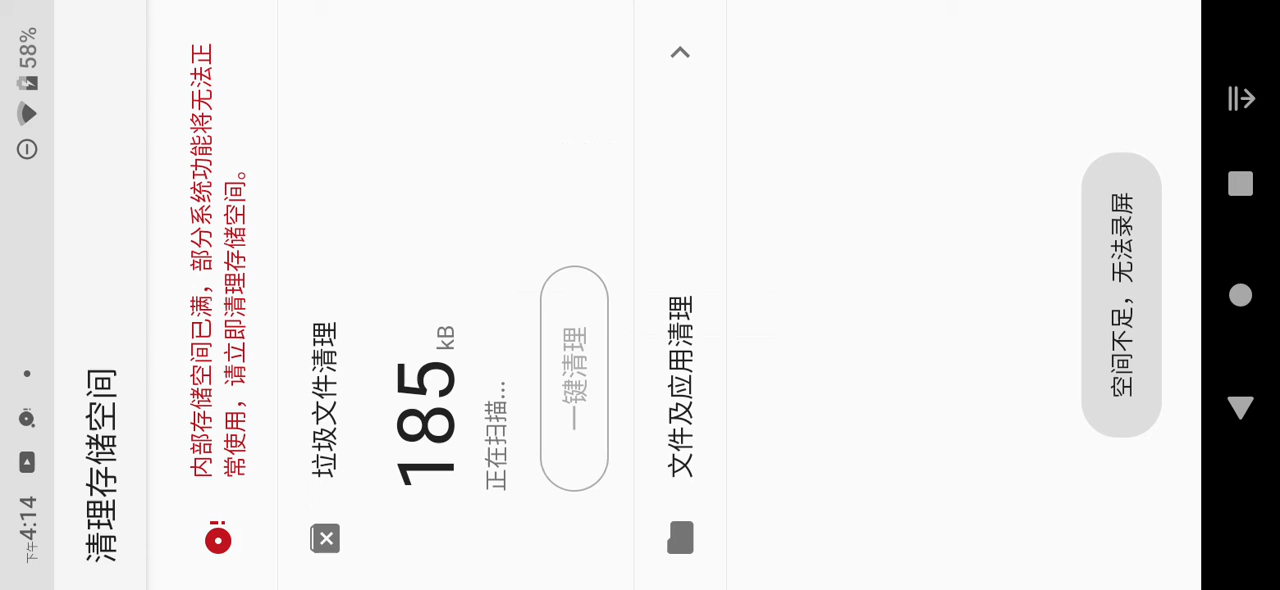 下午4:14
58%
清理存储空间
内部存储空间已满，部分系统功能将无法正
常使用，请立即清理存储空间。
垃圾文件清理
185 kB
正在扫描...
一键清理
文件及应用清理
空间不足，无法录屏